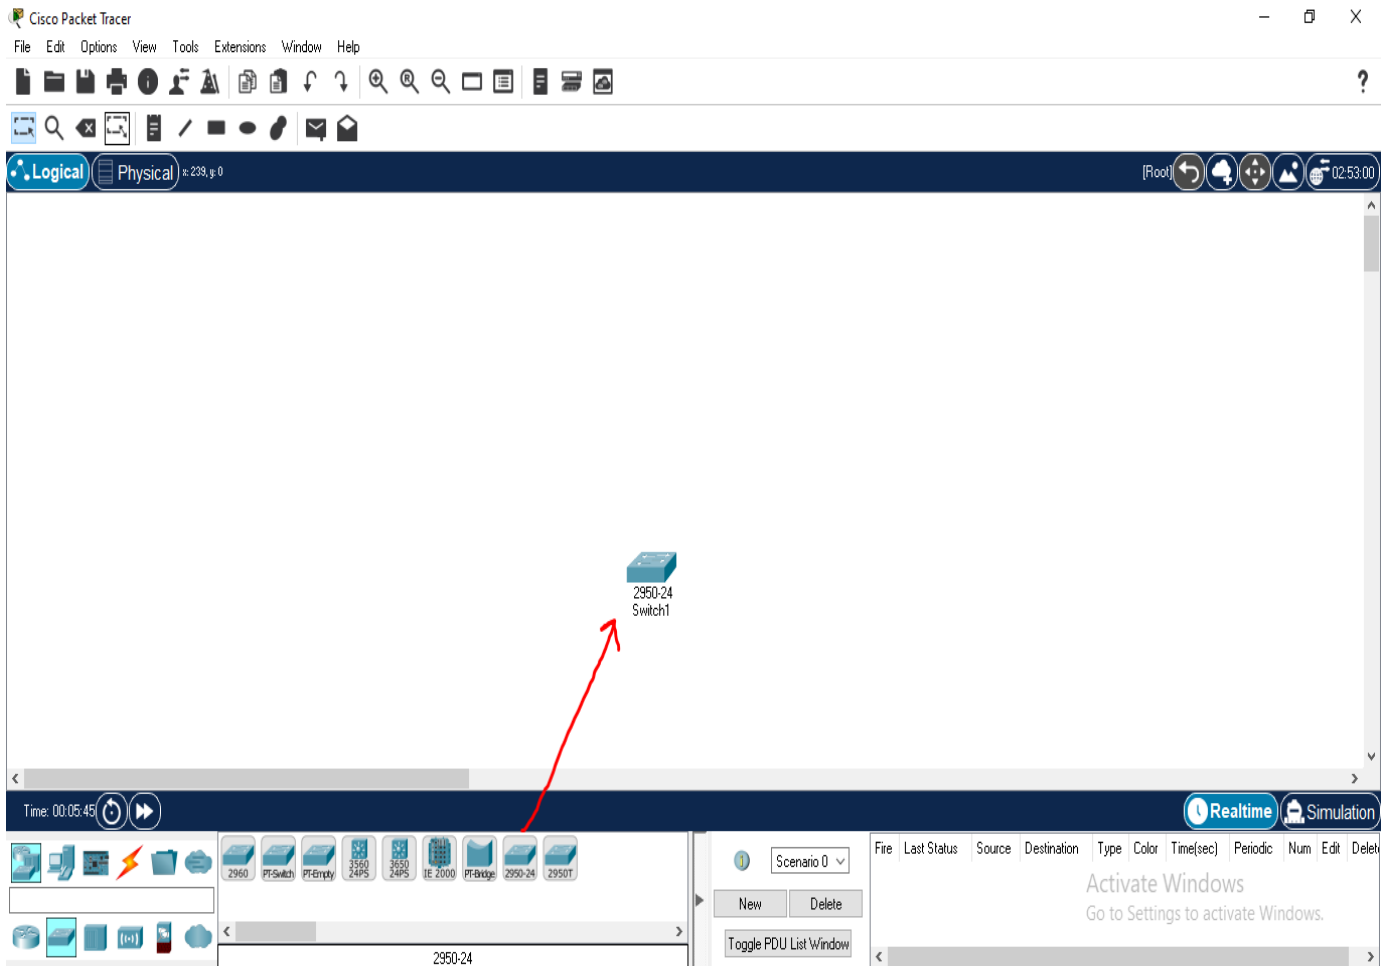 Cisco Packet Tracer
File Edit Options View Tools Extensions Window Help
Logical Physical x: 239, y: 0 [Root] 02:53:00
2950-24
Switch1
Time: 00:05:45 Realtime Simulation
2960 PT-Switch PT-Empty 3560 24PS 3650 24PS IE 2000 PT-Bridge 2950-24 2950T
2950-24
Scenario 0
New Delete
Toggle PDU List Window
Fire Last Status Source Destination Type Color Time(sec) Periodic Num Edit Delet
Activate Windows
Go to Settings to activate Windows.